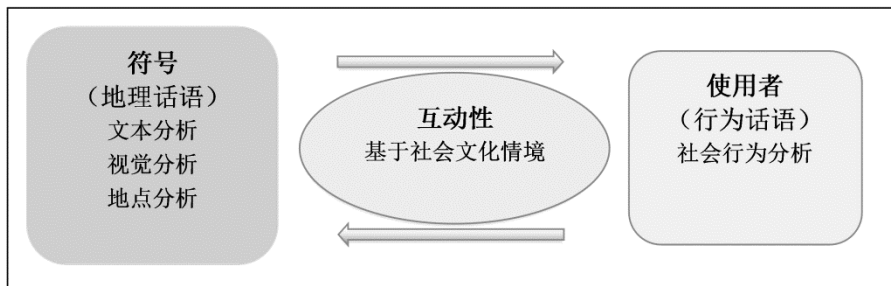 符号
（地理话语）
文本分析
视觉分析
地点分析
互动性
基于社会文化情境
使用者
（行为话语）
社会行为分析